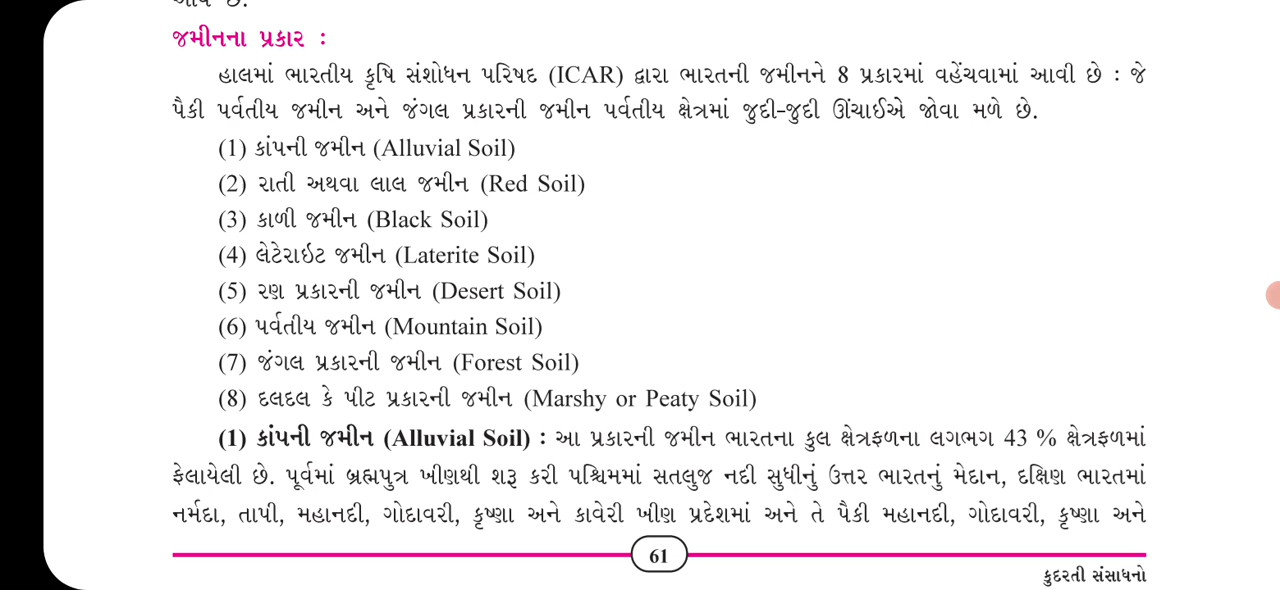 જમીનના પ્રકાર :
હાલમાં ભારતીય કૃષિ સંશોધન પરિષદ (ICAR) દ્વારા ભારતની જમીનને 8 પ્રકારમાં વહેંચવામાં આવી છે : જે
પૈકી પર્વતીય જમીન અને જંગલ પ્રકારની જમીન પર્વતીય ક્ષેત્રમાં જુદી-જુદી ઊંચાઈએ જોવા મળે છે.
(1) કાંપની જમીન (Alluvial Soil)
(2) રાતી અથવા લાલ જમીન (Red Soil)
(3) કાળી જમીન (Black Soil)
(4) લેટેરાઇટ જમીન (Laterite Soil)
(5) રણ પ્રકારની જમીન (Desert Soil)
(6) પર્વતીય જમીન (Mountain Soil)
(7) જંગલ પ્રકારની જમીન (Forest Soil)
(8) દલદલ કે પીટ પ્રકારની જમીન (Marshy or Peaty Soil)
(1) કાંપની જમીન (Alluvial Soil) : આ પ્રકારની જમીન ભારતના કુલ ક્ષેત્રફળના લગભગ 43 % ક્ષેત્રફળમાં
ફેલાયેલી છે. પૂર્વમાં બ્રહ્મપુત્ર ખીણથી શરૂ કરી પશ્ચિમમાં સતલુજ નદી સુધીનું ઉત્તર ભારતનું મેદાન, દક્ષિણ ભારતમાં
નર્મદા, તાપી, મહાનદી, ગોદાવરી, કૃષ્ણા અને કાવેરી ખીણ પ્રદેશમાં અને તે પૈકી મહાનદી, ગોદાવરી, કૃષ્ણા અને
61
કુદરતી સંસાધનો